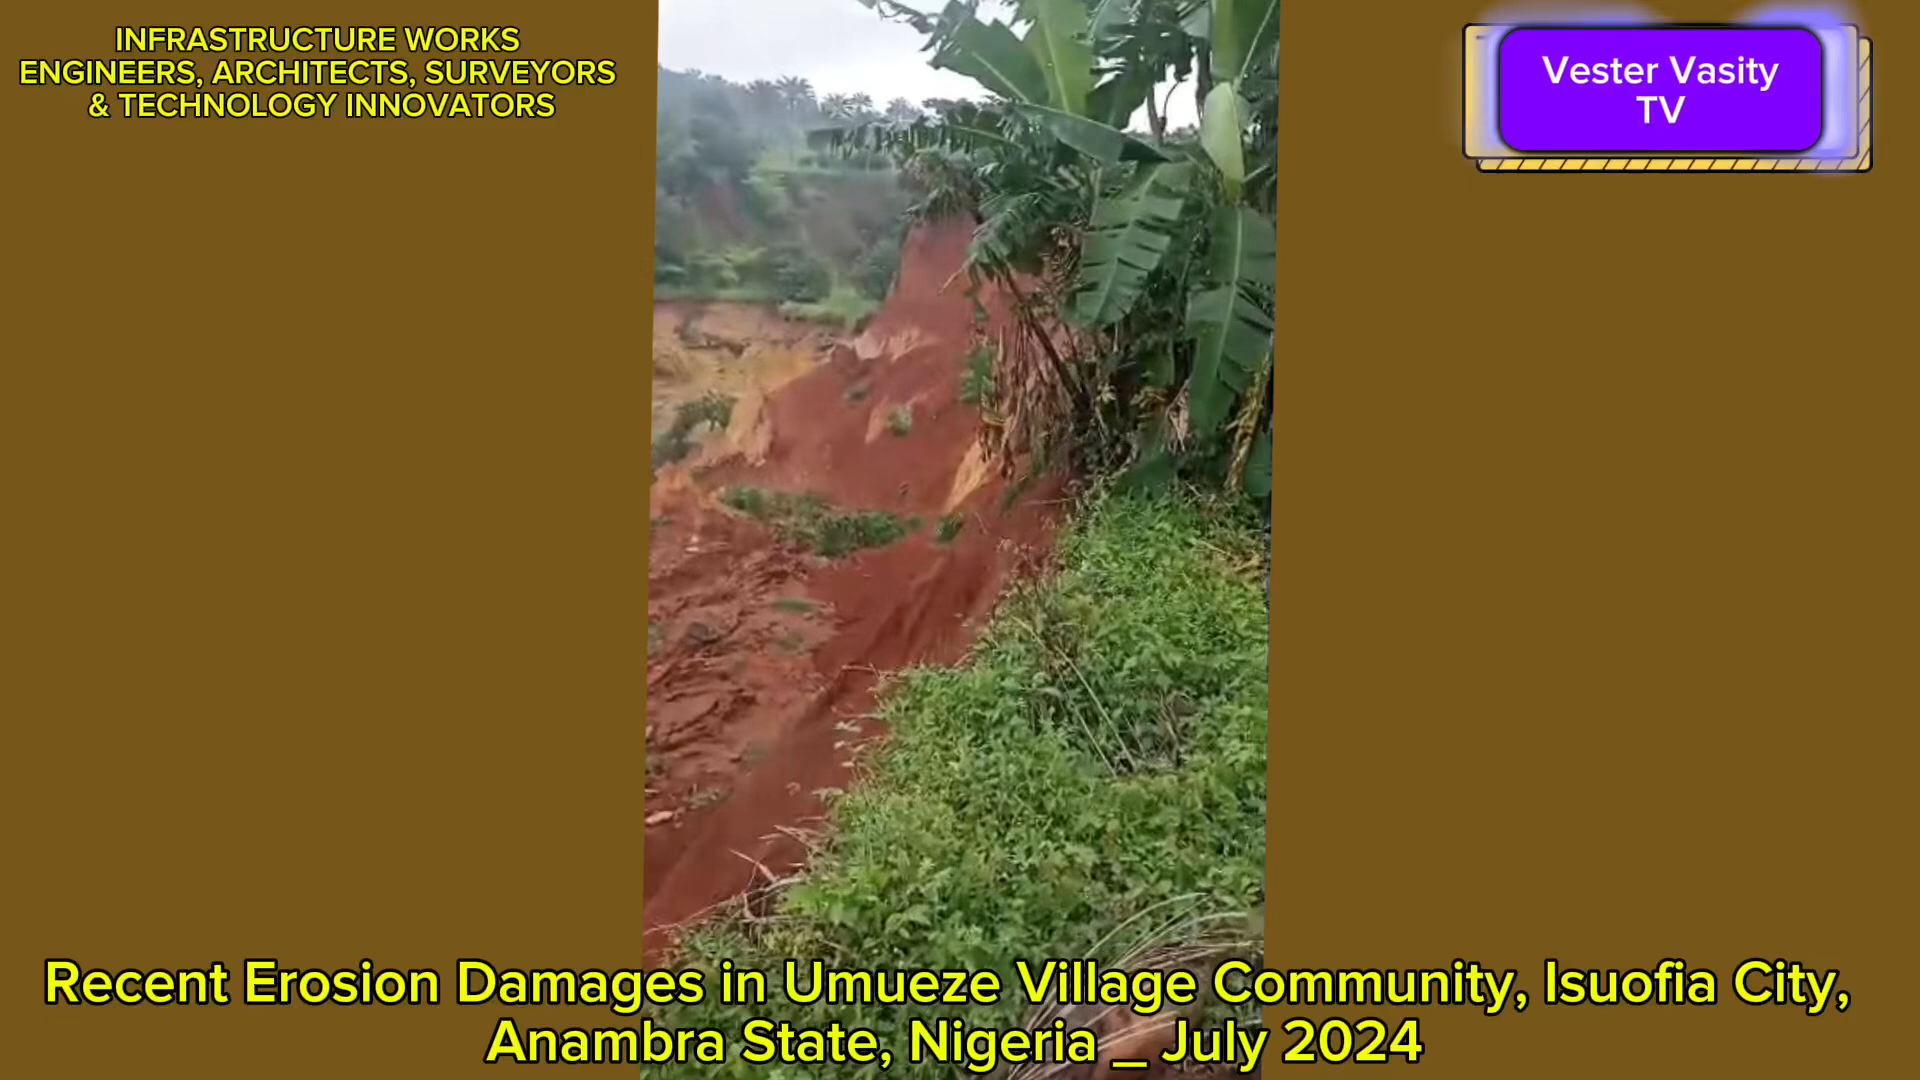 INFRASTRUCTURE WORKS
ENGINEERS, ARCHITECTS, SURVEYORS
& TECHNOLOGY INNOVATORS
Vester Vasity
TV
Recent Erosion Damages in Umueze Village Community, Isuofia City,
Anambra State, Nigeria _ July 2024